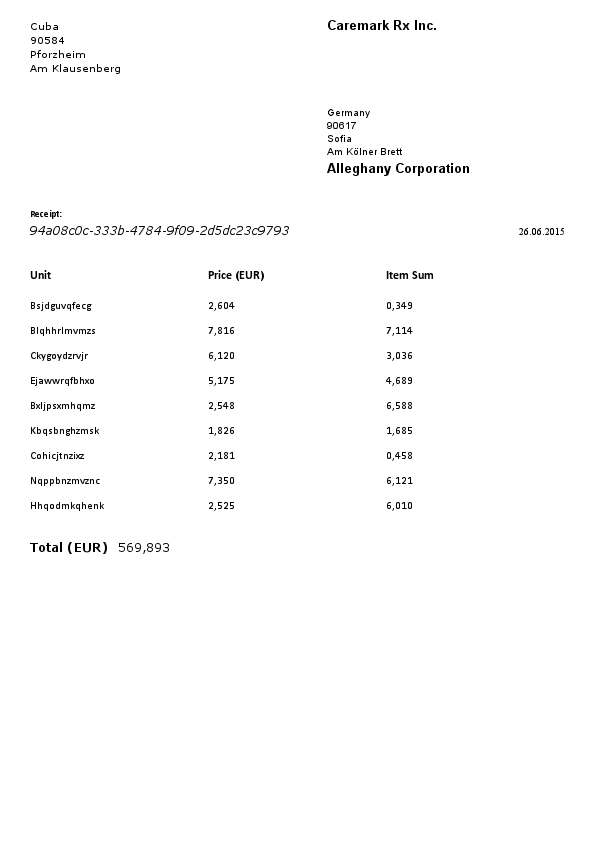 Cuba
90584
Pforzheim
Am Klausenberg
Caremark Rx Inc.
Germany
90617
Sofia
Am Kölner Brett
Alleghany Corporation
Receipt:
94a08c0c-333b-4784-9f09-2d5dc23c9793 26.06.2015
Unit Price (EUR) Item Sum
Bsjdguvqfecg 2,604 0,349
Blqhhrlmvmzs 7,816 7,114
Ckygoydzrvjr 6,120 3,036
Ejawwrqfbhxo 5,175 4,689
Bxljpsxmhqmz 2,548 6,588
Kbqsbnghzmsk 1,826 1,685
Cohicjtnzixz 2,181 0,458
Nqppbnzmvznc 7,350 6,121
Hhqodmkqhenk 2,525 6,010
Total (EUR) 569,893